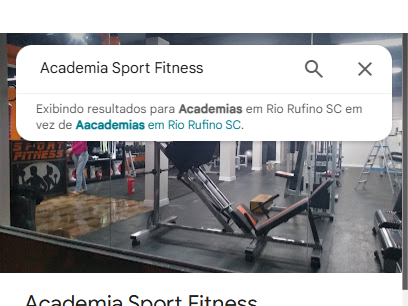 Academia Sport Fitness
Exibindo resultados para Academias em Rio Rufino SC em
vez de Aacademias em Rio Rufino SC.
SPORT
FITNESS
Academia Sport Fitness